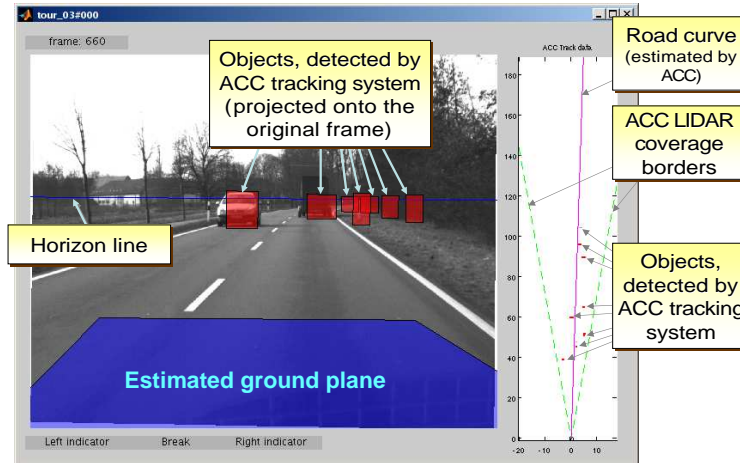 tour_03#000
frame: 660
Objects, detected by
ACC tracking system
(projected onto the
original frame)
Horizon line
Estimated ground plane
Left indicator
Break
Right indicator
ACC Track data.
180
160
140
120
100
80
60
40
20
0
-20
-10
0
10
Road curve
(estimated by
ACC)
ACC LIDAR
coverage
borders
Objects,
detected by
ACC tracking
system